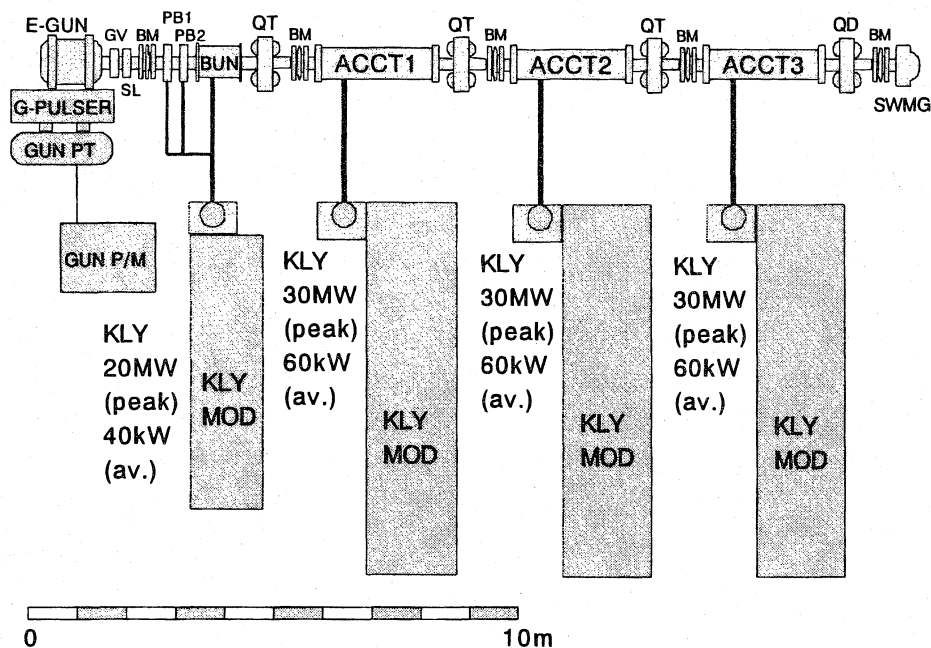 E-GUN
GV
BM
PB1
PB2
SL
BUN
QT
BM
ACCT1
QT
BM
ACCT2
QT
BM
ACCT3
QD
BM
SWMG
G-PULSER
GUN PT
GUN P/M
KLY
20MW
(peak)
40kW
(av.)
KLY
MOD
KLY
30MW
(peak)
60kW
(av.)
KLY
MOD
KLY
30MW
(peak)
60kW
(av.)
KLY
MOD
KLY
30MW
(peak)
60kW
(av.)
KLY
MOD
0
10m